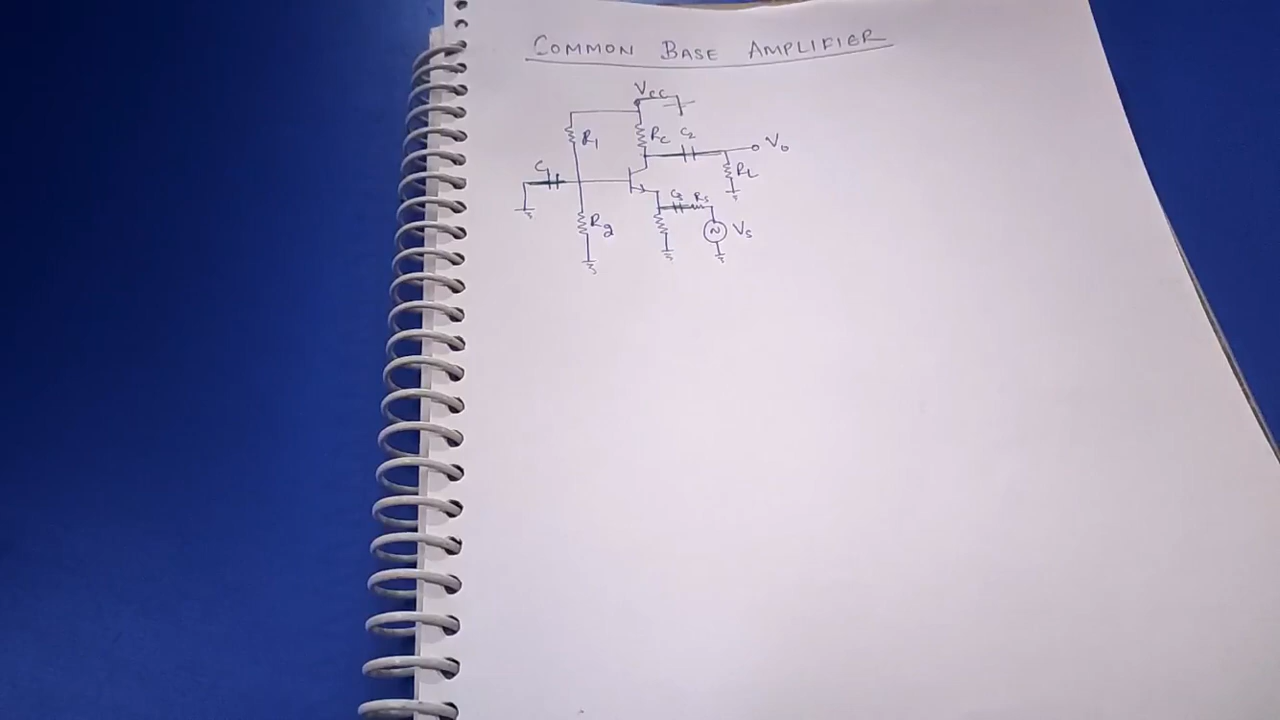 COMMON BASE AMPLIFIER
Vcc
R1 Rc C2 Vo
C1 RL
C3 Rs
R2 Vs